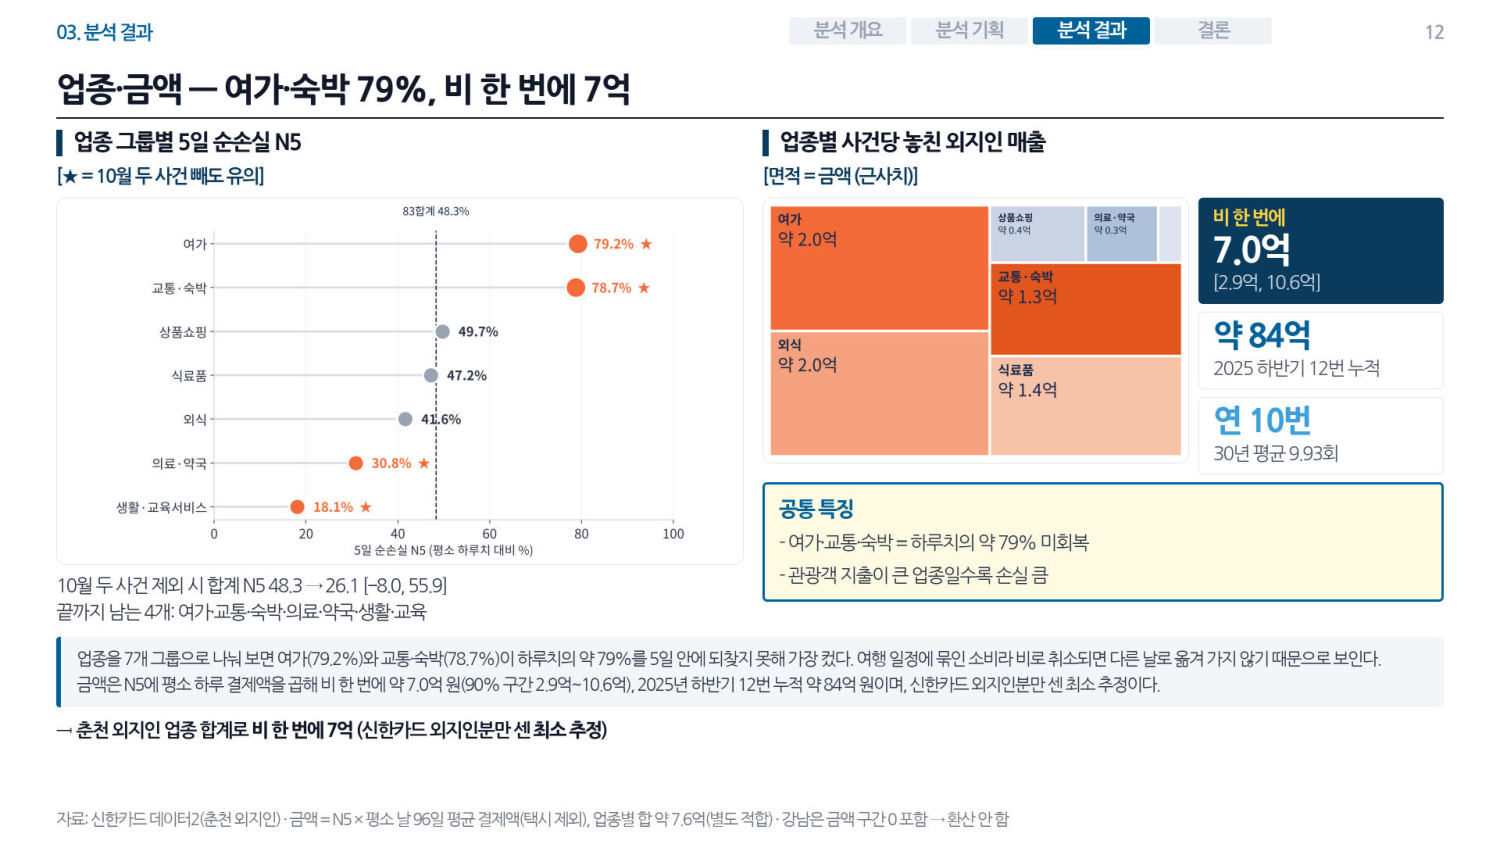 03. 분석 결과
분석 개요
분석 기획
분석 결과
결론
12
업종·금액 — 여가·숙박 79%, 비 한 번에 7억
업종 그룹별 5일 순손실 N5
[★ = 10월 두 사건 빼도 유의]
83합계 48.3%
여가 79.2% ★
교통·숙박 78.7% ★
상품쇼핑 49.7%
식료품 47.2%
외식 41.6%
의료·약국 30.8% ★
생활·교육서비스 18.1% ★
0 20 40 60 80 100
5일 순손실 N5 (평소 하루치 대비 %)
10월 두 사건 제외 시 합계 N5 48.3 → 26.1 [−8.0, 55.9]
끝까지 남는 4개: 여가·교통·숙박·의료·약국·생활·교육
업종별 사건당 놓친 외지인 매출
[면적 = 금액 (근사치)]
여가
약 2.0억
외식
약 2.0억
상품쇼핑
약 0.4억
의료·약국
약 0.3억
교통·숙박
약 1.3억
식료품
약 1.4억
비 한 번에
7.0억
[2.9억, 10.6억]
약 84억
2025 하반기 12번 누적
연 10번
30년 평균 9.93회
공통 특징
- 여가·교통·숙박 = 하루치의 약 79% 미회복
- 관광객 지출이 큰 업종일수록 손실 큼
업종을 7개 그룹으로 나눠 보면 여가(79.2%)와 교통·숙박(78.7%)이 하루치의 약 79%를 5일 안에 되찾지 못해 가장 컸다. 여행 일정에 묶인 소비라 비로 취소되면 다른 날로 옮겨 가지 않기 때문으로 보인다.
금액은 N5에 평소 하루 결제액을 곱해 비 한 번에 약 7.0억 원(90% 구간 2.9억~10.6억), 2025년 하반기 12번 누적 약 84억 원이며, 신한카드 외지인분만 센 최소 추정이다.
→ 춘천 외지인 업종 합계로 비 한 번에 7억 (신한카드 외지인분만 센 최소 추정)
자료: 신한카드 데이터2(춘천 외지인) · 금액 = N5 × 평소 날 96일 평균 결제액(택시 제외), 업종별 합 약 7.6억(별도 적합) · 강남은 금액 구간 0 포함 → 환산 안 함